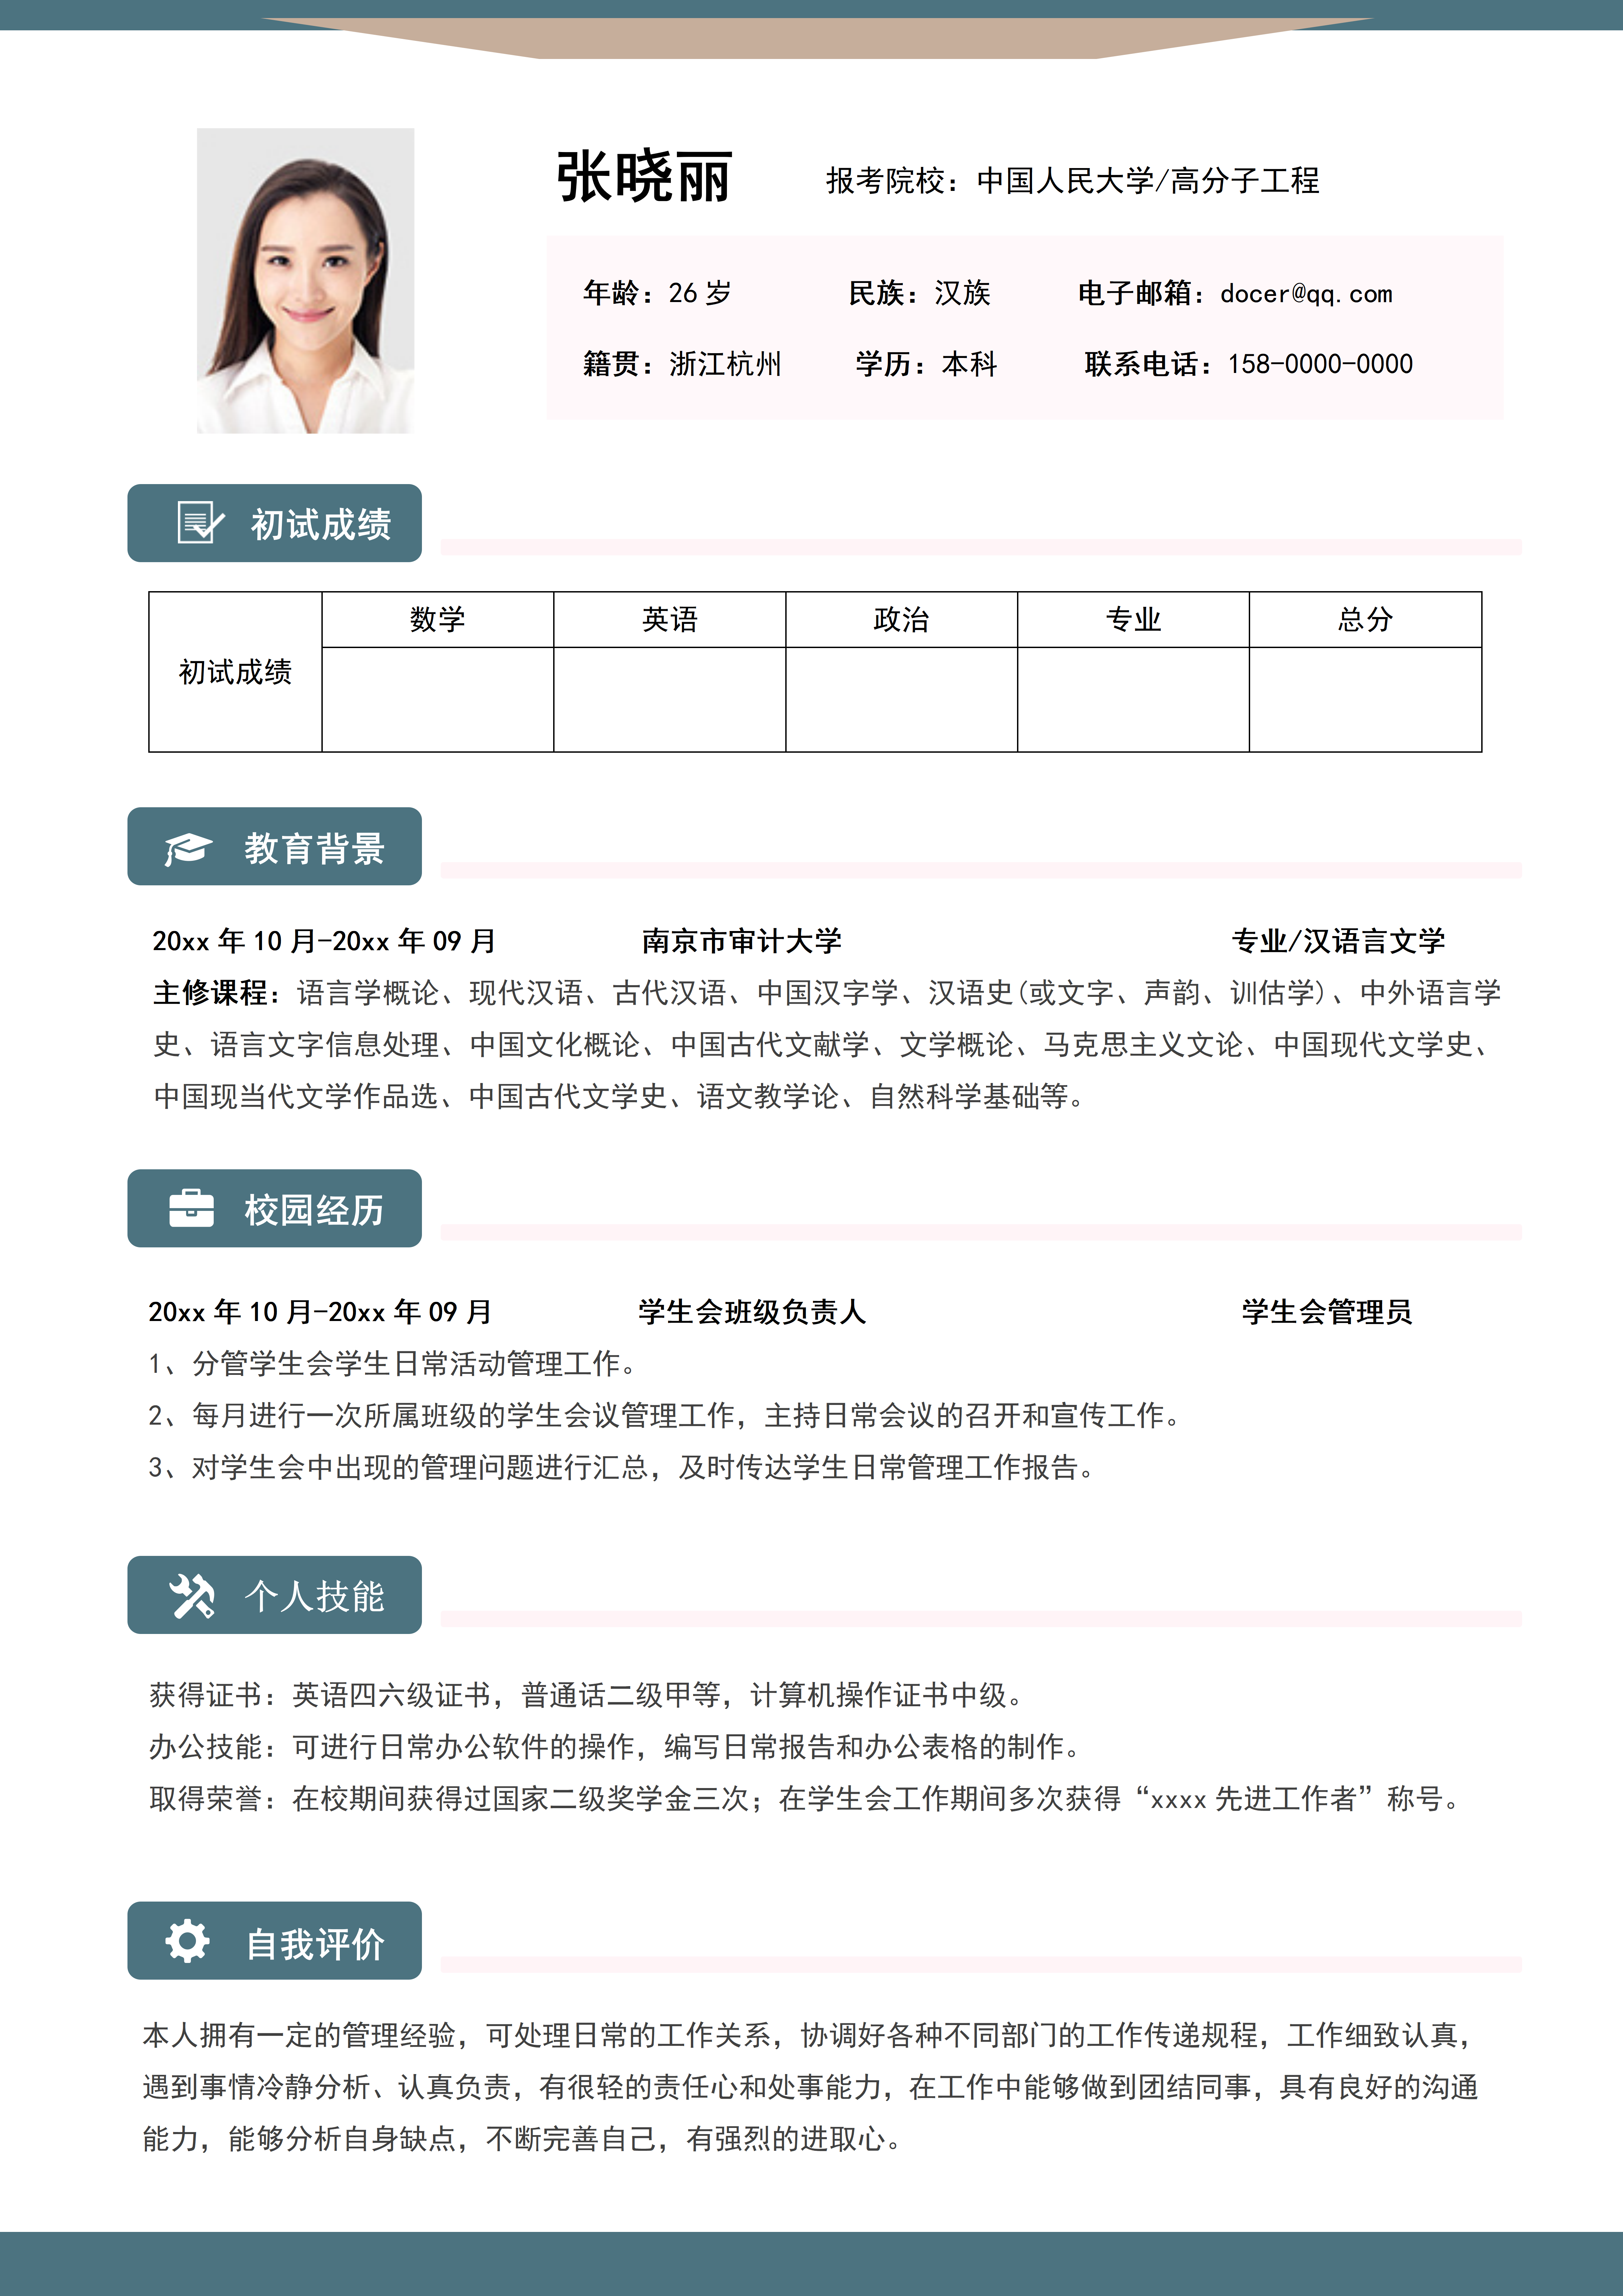 张晓丽 报考院校：中国人民大学/高分子工程
年龄：26 岁 民族：汉族 电子邮箱：docer@qq.com
籍贯：浙江杭州 学历：本科 联系电话：158-0000-0000
初试成绩
初试成绩 数学 英语 政治 专业 总分
教育背景
20xx 年 10 月-20xx 年 09 月 南京市审计大学 专业/汉语言文学
主修课程：语言学概论、现代汉语、古代汉语、中国汉字学、汉语史(或文字、声韵、训估学)、中外语言学
史、语言文字信息处理、中国文化概论、中国古代文献学、文学概论、马克思主义文论、中国现代文学史、
中国现当代文学作品选、中国古代文学史、语文教学论、自然科学基础等。
校园经历
20xx 年 10 月-20xx 年 09 月 学生会班级负责人 学生会管理员
1、分管学生会学生日常活动管理工作。
2、每月进行一次所属班级的学生会议管理工作，主持日常会议的召开和宣传工作。
3、对学生会中出现的管理问题进行汇总，及时传达学生日常管理工作报告。
个人技能
获得证书：英语四六级证书，普通话二级甲等，计算机操作证书中级。
办公技能：可进行日常办公软件的操作，编写日常报告和办公表格的制作。
取得荣誉：在校期间获得过国家二级奖学金三次；在学生会工作期间多次获得“xxxx 先进工作者”称号。
自我评价
本人拥有一定的管理经验，可处理日常的工作关系，协调好各种不同部门的工作传递规程，工作细致认真，
遇到事情冷静分析、认真负责，有很轻的责任心和处事能力，在工作中能够做到团结同事，具有良好的沟通
能力，能够分析自身缺点，不断完善自己，有强烈的进取心。